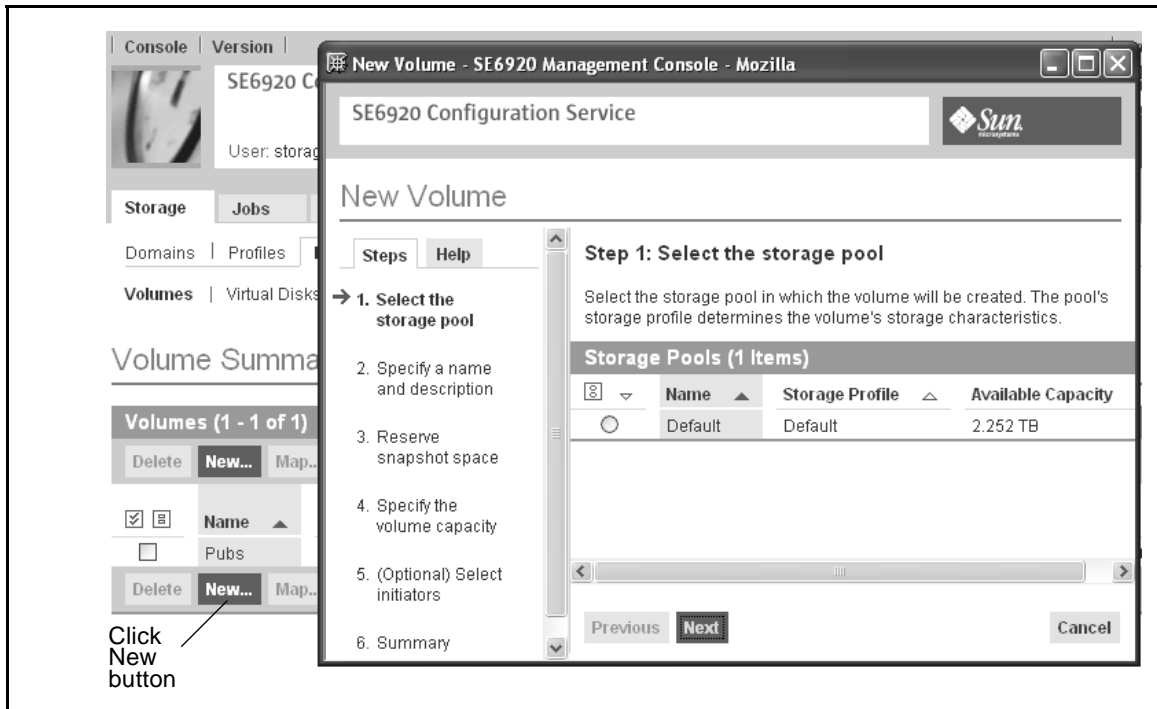 Console | Version |
SE6920 C
User: storag
Storage Jobs
Domains | Profiles
Volumes | Virtual Disks
Volume Summa
Volumes (1 - 1 of 1)
Delete New... Map..
Name
Pubs
Delete New... Map..
Click
New
button
New Volume - SE6920 Management Console - Mozilla
SE6920 Configuration Service
Sun
microsystems
New Volume
Steps Help
1. Select the
storage pool
2. Specify a name
and description
3. Reserve
snapshot space
4. Specify the
volume capacity
5. (Optional) Select
initiators
6. Summary
Step 1: Select the storage pool
Select the storage pool in which the volume will be created. The pool's
storage profile determines the volume's storage characteristics.
Storage Pools (1 Items)
Name Storage Profile Available Capacity
Default Default 2.252 TB
Previous Next Cancel